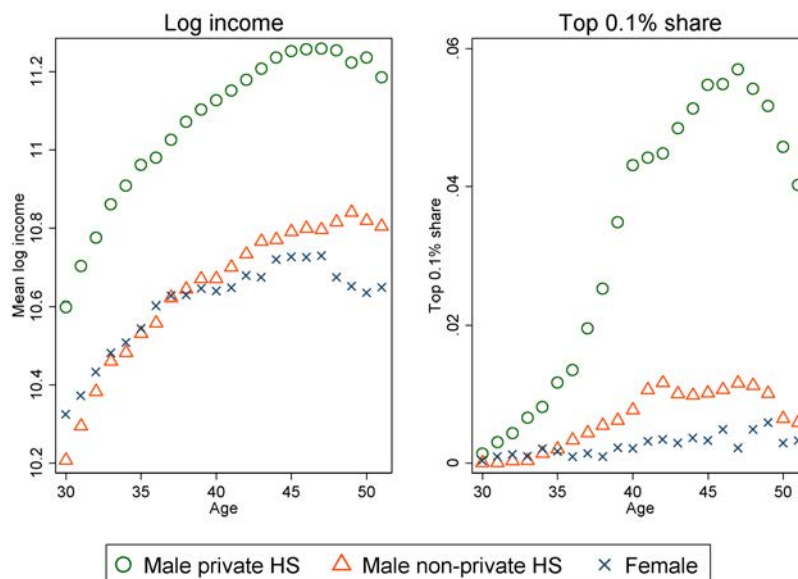 Log income
Top 0.1% share
Mean log income
10.2 10.4 10.6 10.8 11 11.2
30 35 40 45 50
Age
Top 0.1% share
0 .02 .04 .06
30 35 40 45 50
Age
Male private HS Male non-private HS Female